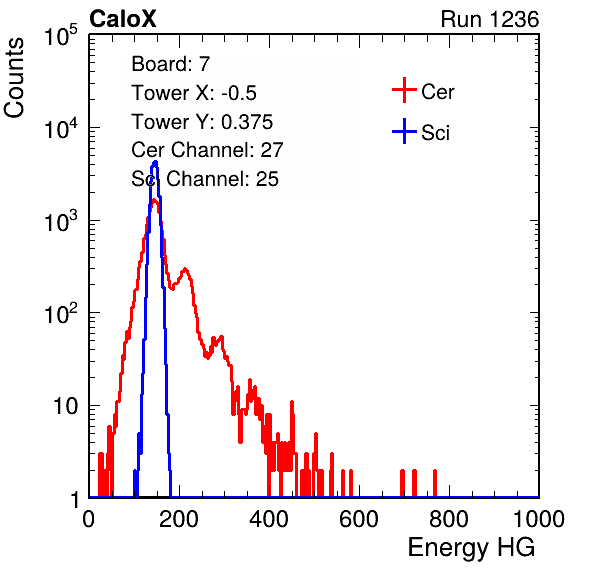 CaloX Run 1236
Counts
Board: 7
Tower X: -0.5
Tower Y: 0.375
Cer Channel: 27
Sci Channel: 25
Cer
Sci
10^5
10^4
10^3
10^2
10
1
0 200 400 600 800 1000
Energy HG